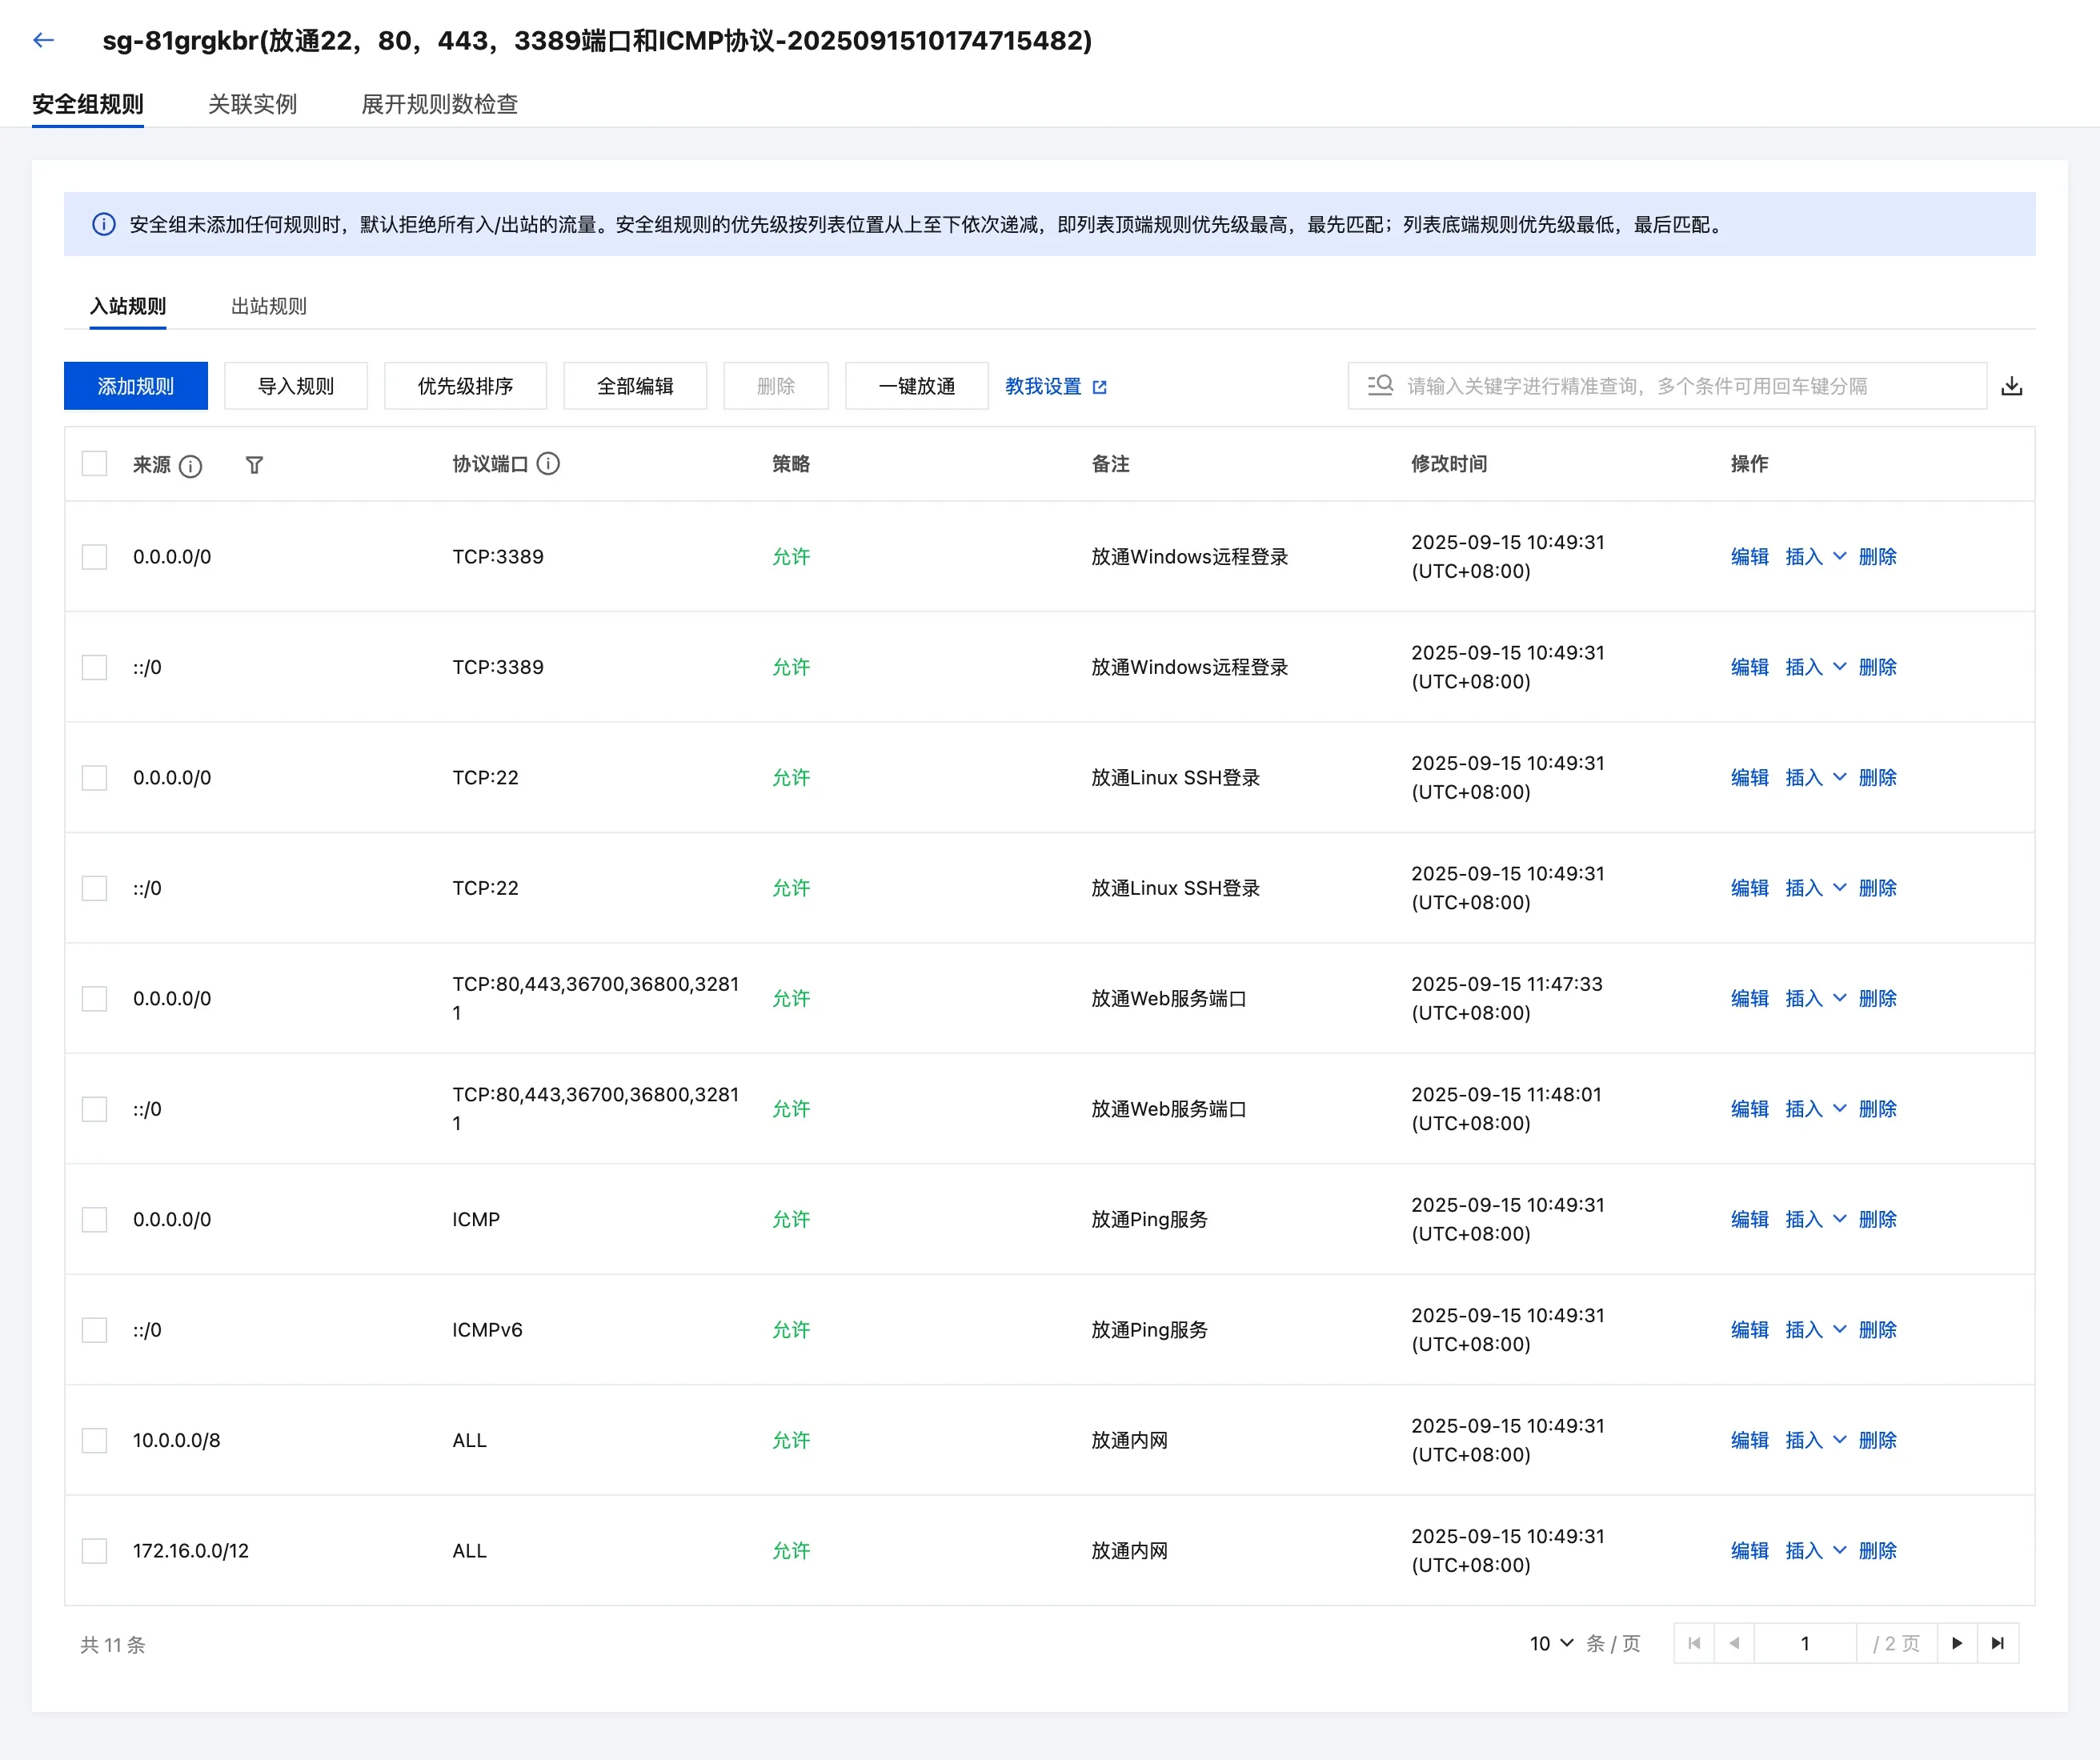 sg-81grgkbr(放通22，80，443，3389端口和ICMP协议-2025091510174715482)
安全组规则 关联实例 展开规则数检查
安全组未添加任何规则时，默认拒绝所有入/出站的流量。安全组规则的优先级按列表位置从上至下依次递减，即列表顶端规则优先级最高，最先匹配；列表底端规则优先级最低，最后匹配。
入站规则 出站规则
添加规则 导入规则 优先级排序 全部编辑 删除 一键放通 教我设置 请输入关键字进行精准查询，多个条件可用回车键分隔
来源 协议端口 策略 备注 修改时间 操作
0.0.0.0/0 TCP:3389 允许 放通Windows远程登录 2025-09-15 10:49:31
(UTC+08:00) 编辑 插入 删除
::/0 TCP:3389 允许 放通Windows远程登录 2025-09-15 10:49:31
(UTC+08:00) 编辑 插入 删除
0.0.0.0/0 TCP:22 允许 放通Linux SSH登录 2025-09-15 10:49:31
(UTC+08:00) 编辑 插入 删除
::/0 TCP:22 允许 放通Linux SSH登录 2025-09-15 10:49:31
(UTC+08:00) 编辑 插入 删除
0.0.0.0/0 TCP:80,443,36700,36800,3281
1 允许 放通Web服务端口 2025-09-15 11:47:33
(UTC+08:00) 编辑 插入 删除
::/0 TCP:80,443,36700,36800,3281
1 允许 放通Web服务端口 2025-09-15 11:48:01
(UTC+08:00) 编辑 插入 删除
0.0.0.0/0 ICMP 允许 放通Ping服务 2025-09-15 10:49:31
(UTC+08:00) 编辑 插入 删除
::/0 ICMPv6 允许 放通Ping服务 2025-09-15 10:49:31
(UTC+08:00) 编辑 插入 删除
10.0.0.0/8 ALL 允许 放通内网 2025-09-15 10:49:31
(UTC+08:00) 编辑 插入 删除
172.16.0.0/12 ALL 允许 放通内网 2025-09-15 10:49:31
(UTC+08:00) 编辑 插入 删除
共 11 条 10 条 / 页 1 / 2 页